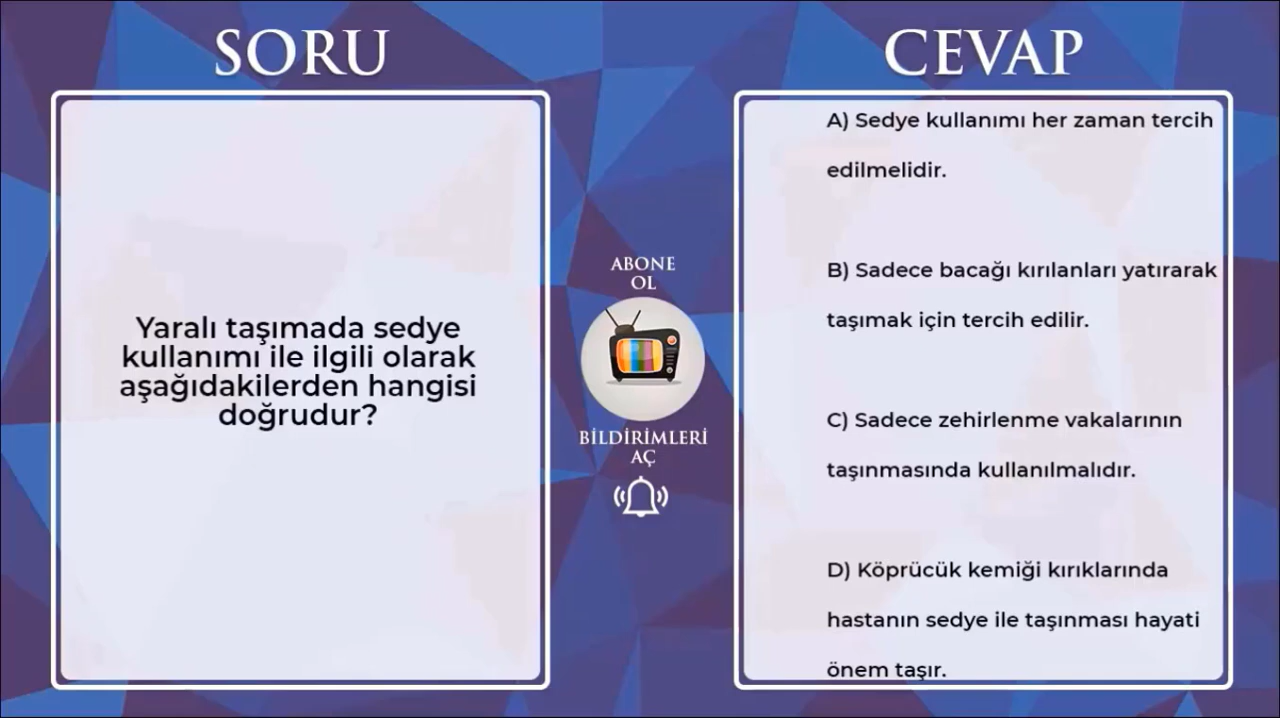 SORU
Yaralı taşımada sedye
kullanımı ile ilgili olarak
aşağıdakilerden hangisi
doğrudur?
ABONE
OL
BİLDİRİMLERİ
AÇ
CEVAP
A) Sedye kullanımı her zaman tercih
edilmelidir.
B) Sadece bacağı kırılanları yatırarak
taşımak için tercih edilir.
C) Sadece zehirlenme vakalarının
taşınmasında kullanılmalıdır.
D) Köprücük kemiği kırıklarında
hastanın sedye ile taşınması hayati
önem taşır.